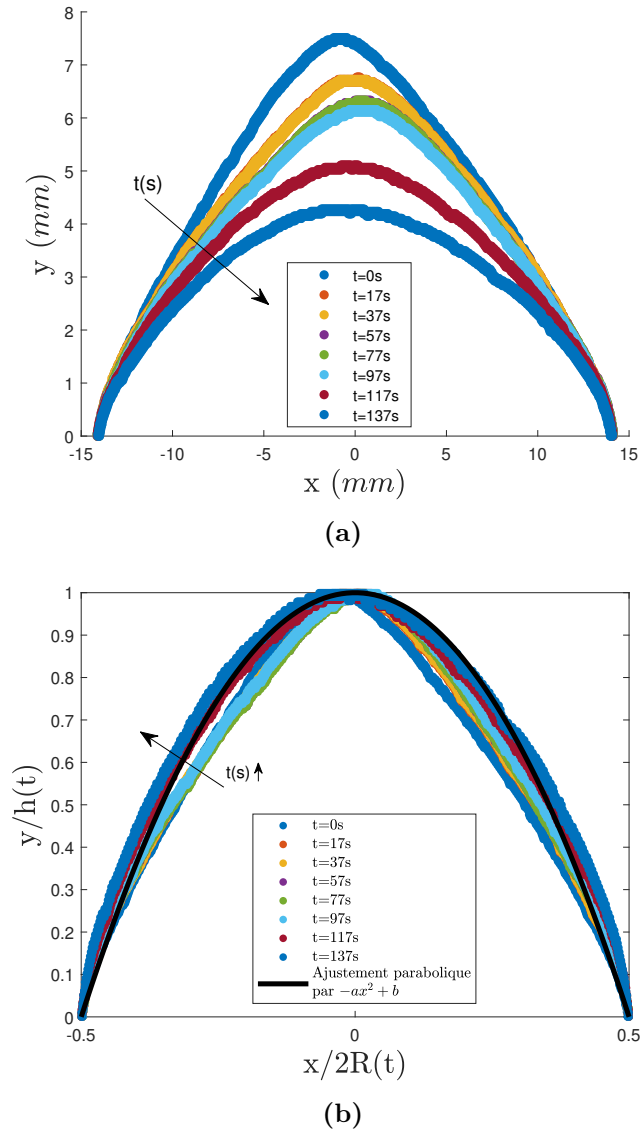 8
7
6
5
4
3
2
1
0
y (mm)
t(s)
t=0s
t=17s
t=37s
t=57s
t=77s
t=97s
t=117s
t=137s
-15 -10 -5 0 5 10 15
x (mm)
(a)
1
0.9
0.8
0.7
0.6
0.5
0.4
0.3
0.2
0.1
0
y/h(t)
t(s)
t=0s
t=17s
t=37s
t=57s
t=77s
t=97s
t=117s
t=137s
Ajustement parabolique
par −ax² + b
-0.5 0 0.5
x/2R(t)
(b)